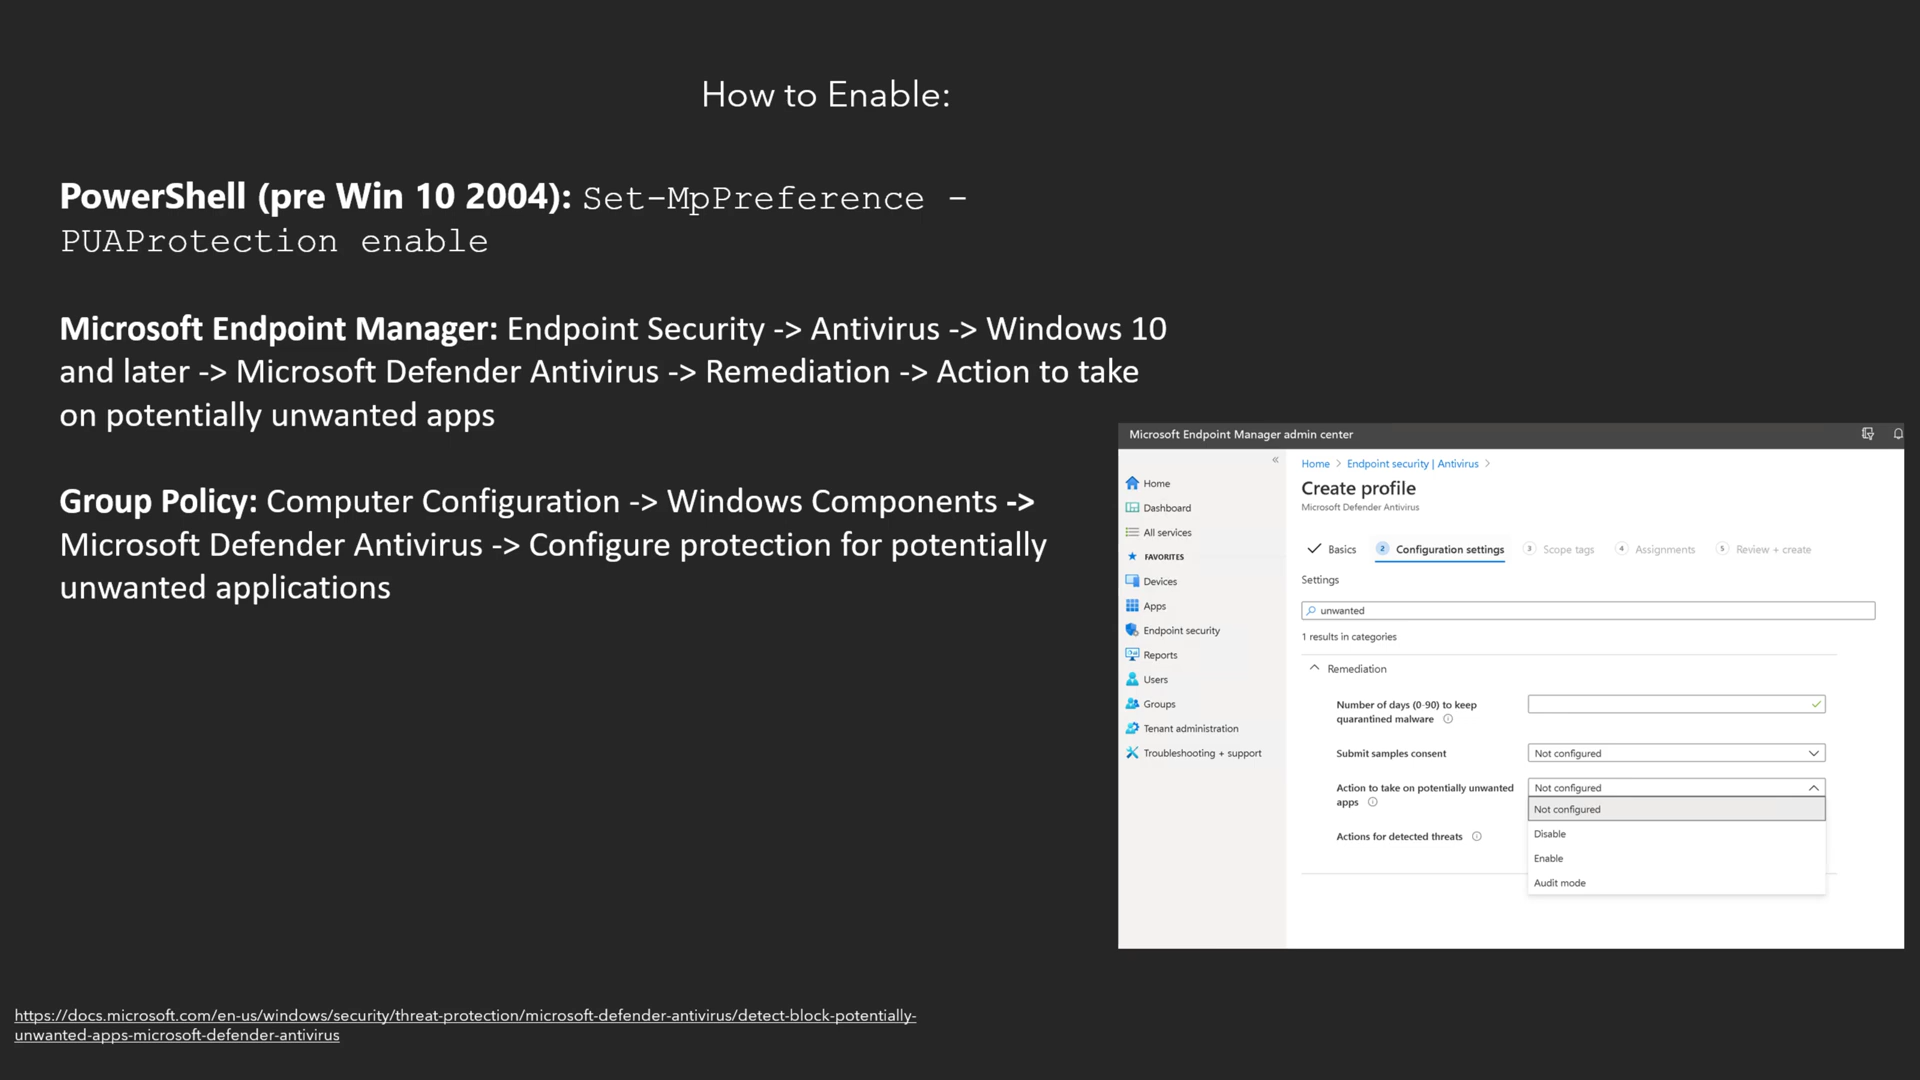 How to Enable:
PowerShell (pre Win 10 2004): Set-MpPreference -
PUAProtection enable
Microsoft Endpoint Manager: Endpoint Security -> Antivirus -> Windows 10
and later -> Microsoft Defender Antivirus -> Remediation -> Action to take
on potentially unwanted apps
Group Policy: Computer Configuration -> Windows Components ->
Microsoft Defender Antivirus -> Configure protection for potentially
unwanted applications
Microsoft Endpoint Manager admin center
«
Home
Dashboard
All services
FAVORITES
Devices
Apps
Endpoint security
Reports
Users
Groups
Tenant administration
Troubleshooting + support
Home > Endpoint security | Antivirus >
Create profile
Microsoft Defender Antivirus
Basics 2 Configuration settings 3 Scope tags 4 Assignments 5 Review + create
Settings
unwanted
1 results in categories
Remediation
Number of days (0-90) to keep
quarantined malware
Submit samples consent Not configured
Action to take on potentially unwanted
apps
Not configured
Not configured
Disable
Enable
Audit mode
Actions for detected threats
https://docs.microsoft.com/en-us/windows/security/threat-protection/microsoft-defender-antivirus/detect-block-potentially-
unwanted-apps-microsoft-defender-antivirus